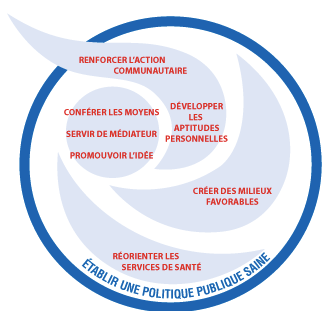 RENFORCER L'ACTION
COMMUNAUTAIRE
CONFÉRER LES MOYENS
SERVIR DE MÉDIATEUR
PROMOUVOIR L'IDÉE
DÉVELOPPER
LES
APTITUDES
PERSONNELLES
CRÉER DES MILIEUX
FAVORABLES
RÉORIENTER LES
SERVICES DE SANTÉ
ÉTABLIR UNE POLITIQUE PUBLIQUE SAINE